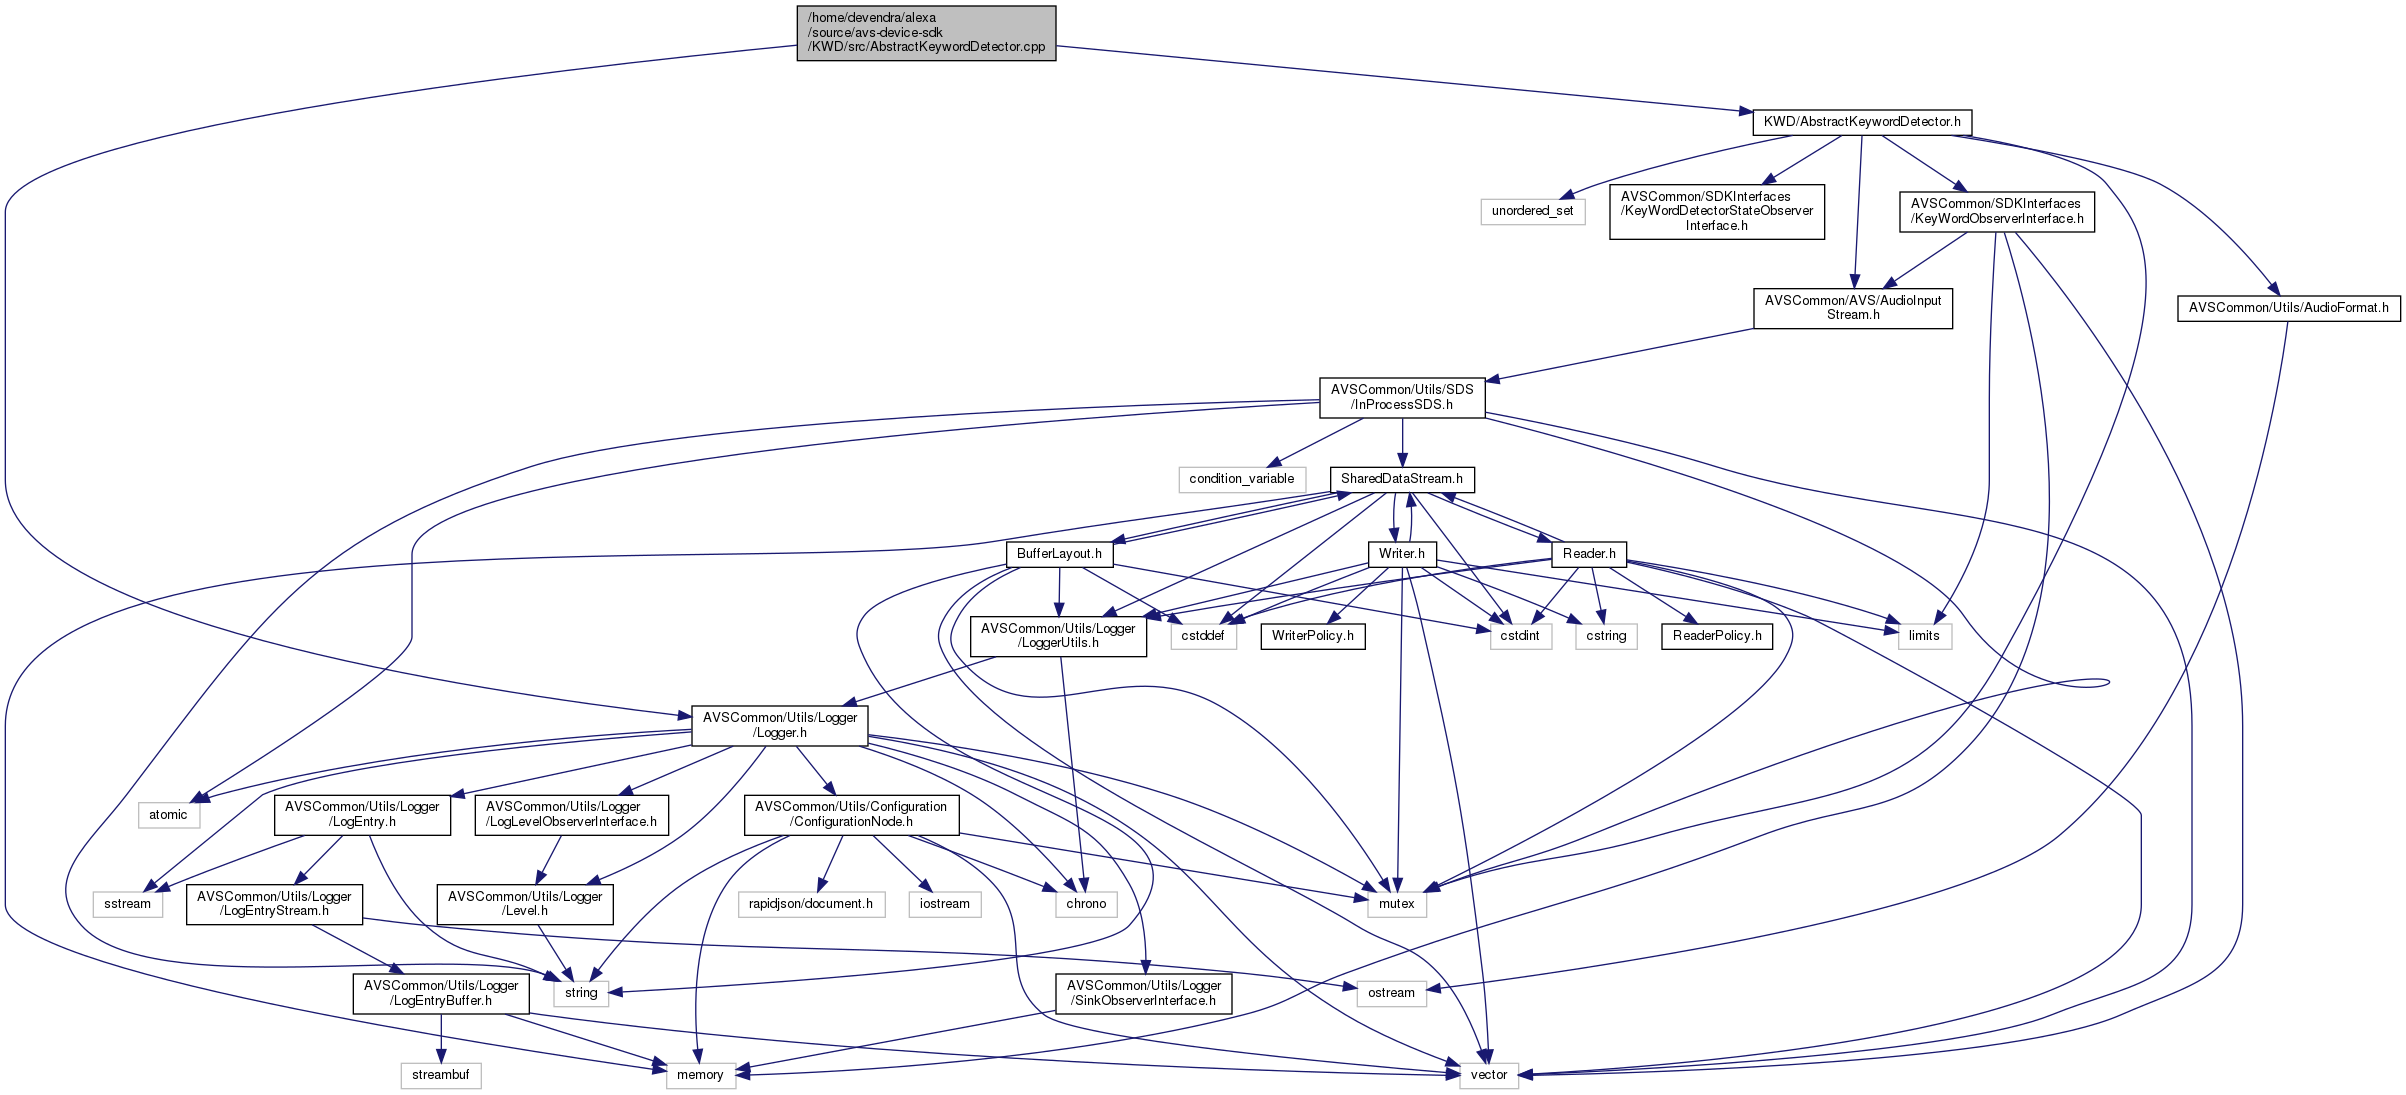 /home/devendra/alexa
/source/avs-device-sdk
/KWD/src/AbstractKeywordDetector.cpp
KWD/AbstractKeywordDetector.h
unordered_set
AVSCommon/SDKInterfaces
/KeyWordDetectorStateObserver
Interface.h
AVSCommon/SDKInterfaces
/KeyWordObserverInterface.h
AVSCommon/AVS/AudioInput
Stream.h
AVSCommon/Utils/AudioFormat.h
AVSCommon/Utils/SDS
/InProcessSDS.h
condition_variable
SharedDataStream.h
BufferLayout.h
Writer.h
Reader.h
AVSCommon/Utils/Logger
/LoggerUtils.h
cstddef
WriterPolicy.h
cstdint
cstring
ReaderPolicy.h
limits
AVSCommon/Utils/Logger
/Logger.h
atomic
AVSCommon/Utils/Logger
/LogEntry.h
AVSCommon/Utils/Logger
/LogLevelObserverInterface.h
AVSCommon/Utils/Configuration
/ConfigurationNode.h
sstream
AVSCommon/Utils/Logger
/LogEntryStream.h
AVSCommon/Utils/Logger
/Level.h
rapidjson/document.h
iostream
chrono
mutex
AVSCommon/Utils/Logger
/LogEntryBuffer.h
string
AVSCommon/Utils/Logger
/SinkObserverInterface.h
ostream
streambuf
memory
vector